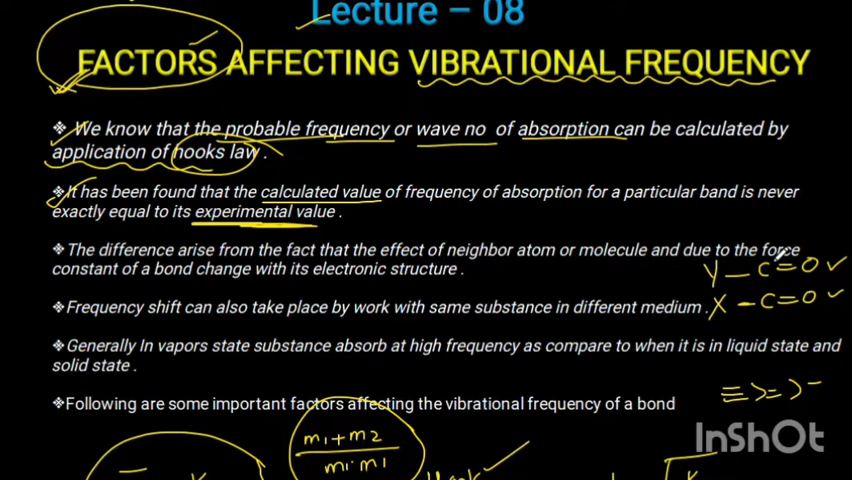 Lecture – 08
FACTORS AFFECTING VIBRATIONAL FREQUENCY
❖ We know that the probable frequency or wave no of absorption can be calculated by
application of hooks law .
❖It has been found that the calculated value of frequency of absorption for a particular band is never
exactly equal to its experimental value .
❖The difference arise from the fact that the effect of neighbor atom or molecule and due to the force
constant of a bond change with its electronic structure .
Y – C=O ✓
❖Frequency shift can also take place by work with same substance in different medium .
X – C=O ✓
❖Generally In vapors state substance absorb at high frequency as compare to when it is in liquid state and
solid state .
≡ > = > –
❖Following are some important factors affecting the vibrational frequency of a bond
InShOt
m1+m2
m1·m1
K